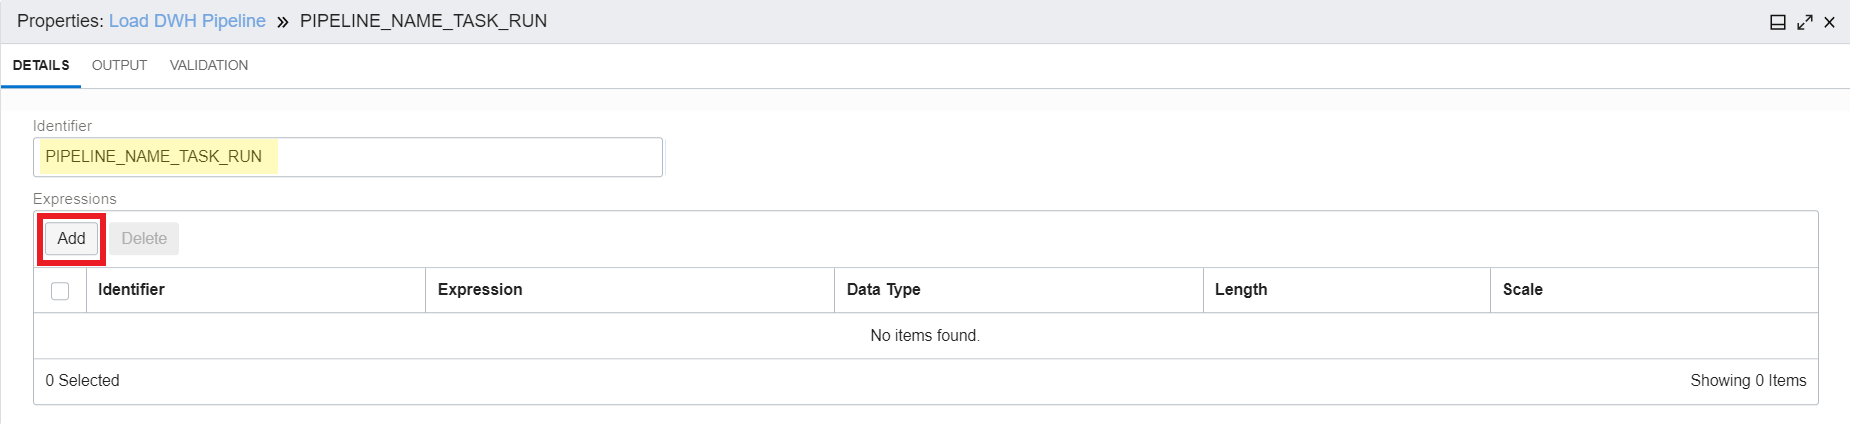 Properties: Load DWH Pipeline » PIPELINE_NAME_TASK_RUN
DETAILS OUTPUT VALIDATION
Identifier
PIPELINE_NAME_TASK_RUN
Expressions
Add Delete
Identifier Expression Data Type Length Scale
No items found.
0 Selected Showing 0 Items